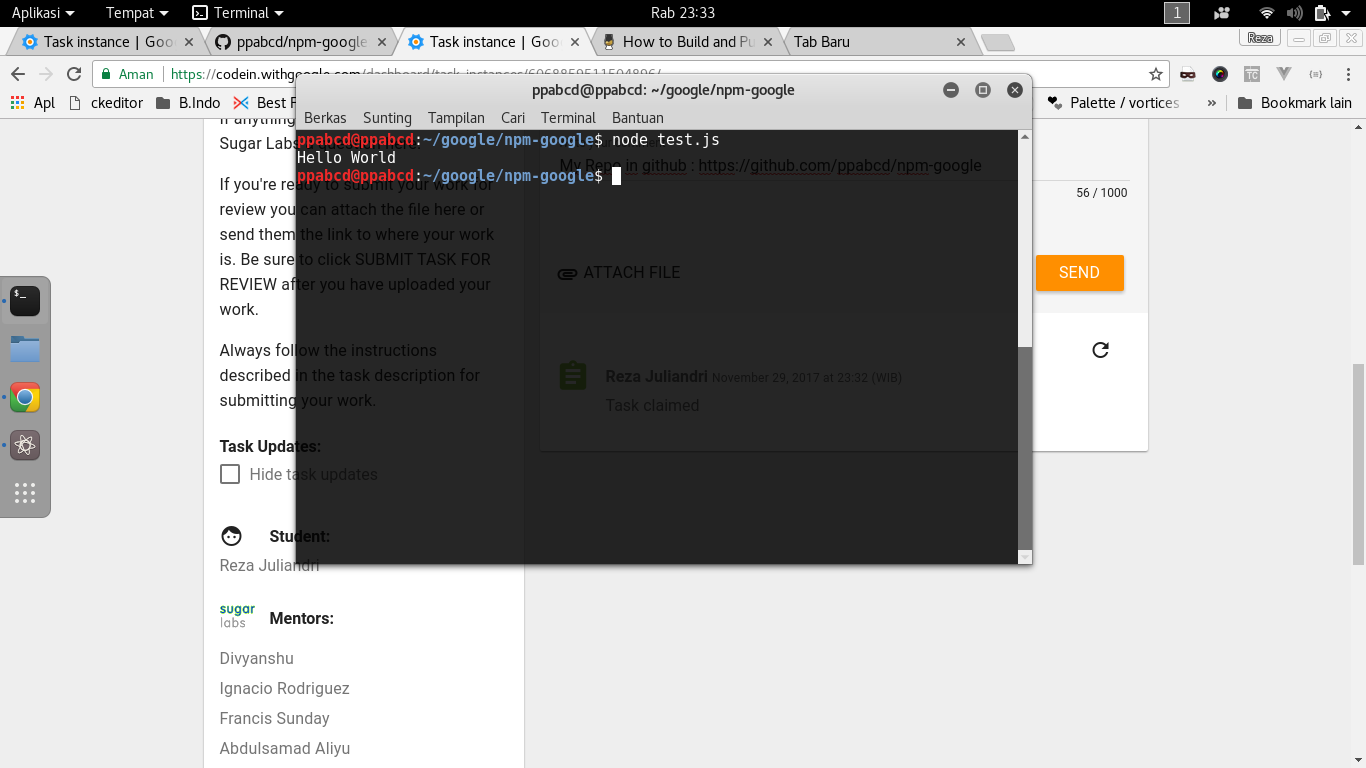 Aplikasi Tempat Terminal Rab 23:33 1
Task instance | Goo ppabcd/npm-google Task instance | Goo How to Build and Pu Tab Baru Reza
Aman https://codein.withgoogle.com/dashboard/task-instances/6068859511504896/
Apl ckeditor B.Indo Best F Palette / vortices » Bookmark lain
ppabcd@ppabcd: ~/google/npm-google
Berkas Sunting Tampilan Cari Terminal Bantuan
ppabcd@ppabcd:~/google/npm-google$ node test.js
Hello World
ppabcd@ppabcd:~/google/npm-google$
If anything
Sugar Labs
If you're ready to submit your work for
review you can attach the file here or
send them the link to where your work
is. Be sure to click SUBMIT TASK FOR
REVIEW after you have uploaded your
work.
Always follow the instructions
described in the task description for
submitting your work.
Task Updates:
Hide task updates
Student:
Reza Juliandri
sugar
labs
Mentors:
Divyanshu
Ignacio Rodriguez
Francis Sunday
Abdulsamad Aliyu
My Repo in github : https://github.com/ppabcd/npm-google
56 / 1000
ATTACH FILE
SEND
Reza Juliandri November 29, 2017 at 23:32 (WIB)
Task claimed